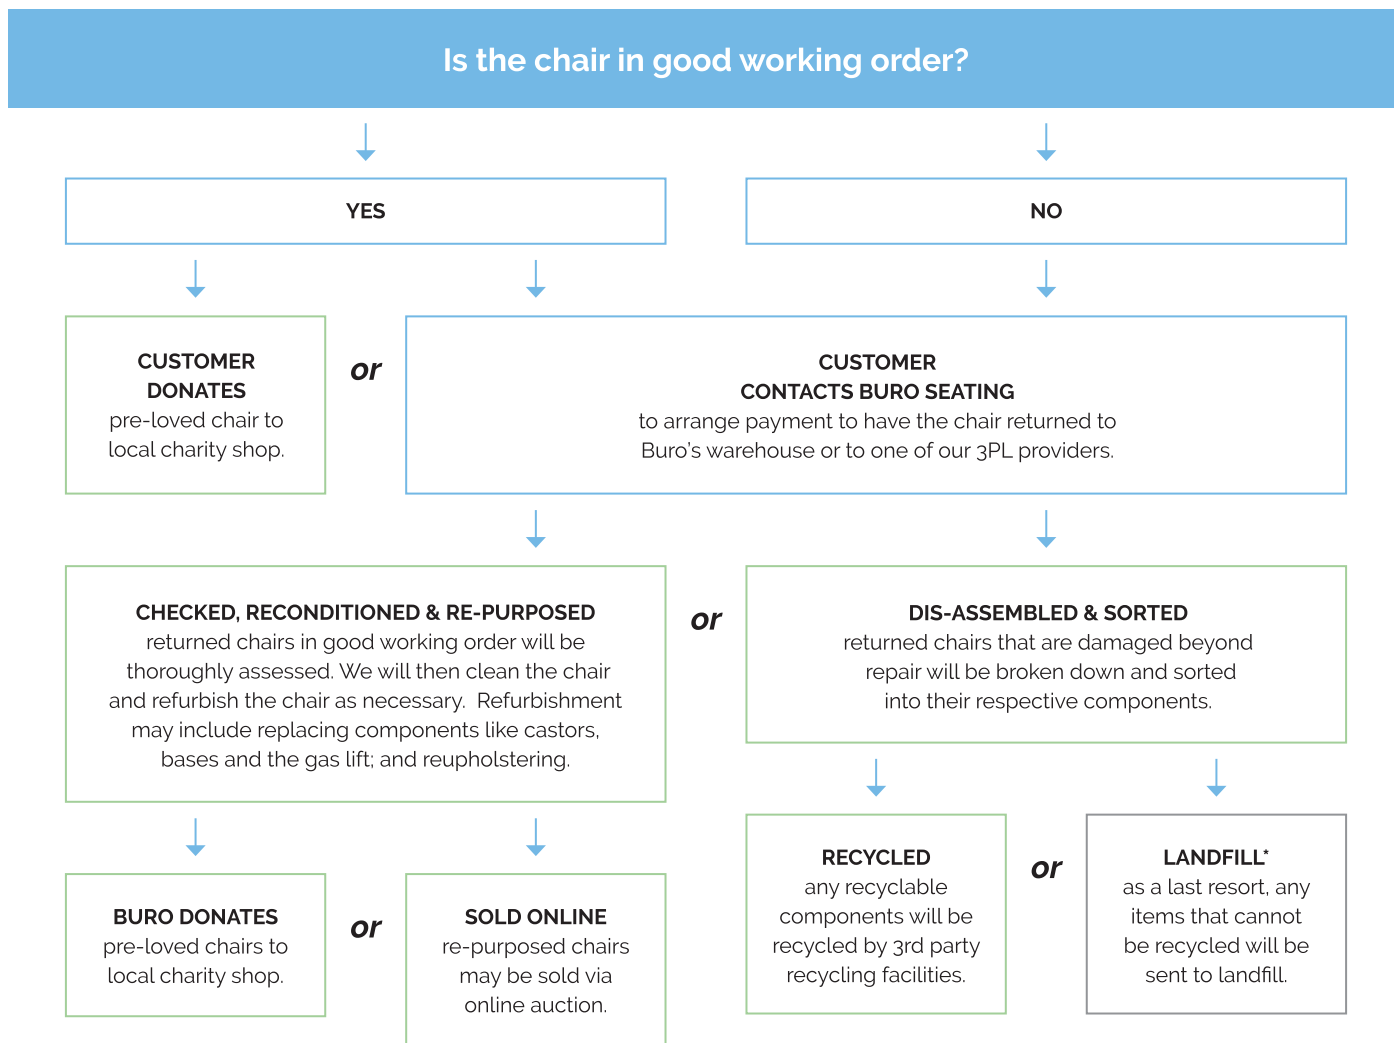 Is the chair in good working order?
YES
NO
CUSTOMER
DONATES
pre-loved chair to
local charity shop.
or
CUSTOMER
CONTACTS BURO SEATING
to arrange payment to have the chair returned to
Buro's warehouse or to one of our 3PL providers.
CHECKED, RECONDITIONED & RE-PURPOSED
returned chairs in good working order will be
thoroughly assessed. We will then clean the chair
and refurbish the chair as necessary.  Refurbishment
may include replacing components like castors,
bases and the gas lift; and reupholstering.
or
DIS-ASSEMBLED & SORTED
returned chairs that are damaged beyond
repair will be broken down and sorted
into their respective components.
BURO DONATES
pre-loved chairs to
local charity shop.
or
SOLD ONLINE
re-purposed chairs
may be sold via
online auction.
RECYCLED
any recyclable
components will be
recycled by 3rd party
recycling facilities.
or
LANDFILL*
as a last resort, any
items that cannot
be recycled will be
sent to landfill.